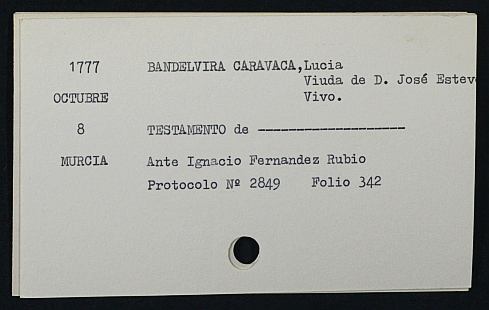 1777 BANDELVIRA CARAVACA,Lucia
Viuda de D. José Estev
OCTUBRE Vivo.
8 TESTAMENTO de -------------------
MURCIA Ante Ignacio Fernandez Rubio
Protocolo Nº 2849 Folio 342